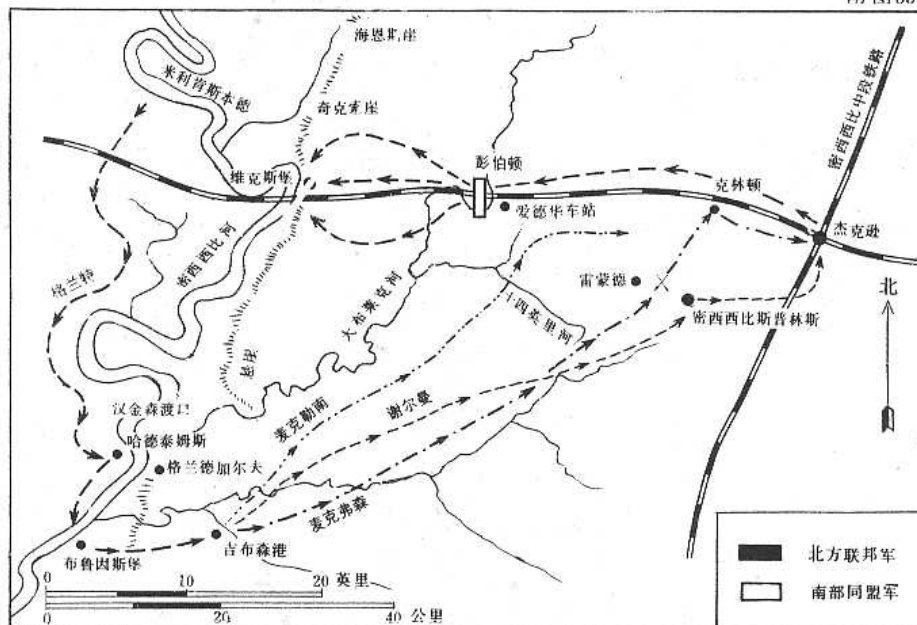 海恩斯崖
米利肯斯本德
奇克索崖
密西西比中段铁路
彭伯顿
维克斯堡
克林顿
爱德华车站
杰克逊
密西西比河
格兰特
大布莱克河
雷蒙德
北
十四英里河
密西西比斯普林斯
悬崖
汉金森渡口
麦克勒南
谢尔曼
哈德泰姆斯
格兰德加尔夫
麦克弗森
布鲁因斯堡
吉布森港
0 10 20 英里
0 20 40 公里
北方联邦军
南部同盟军